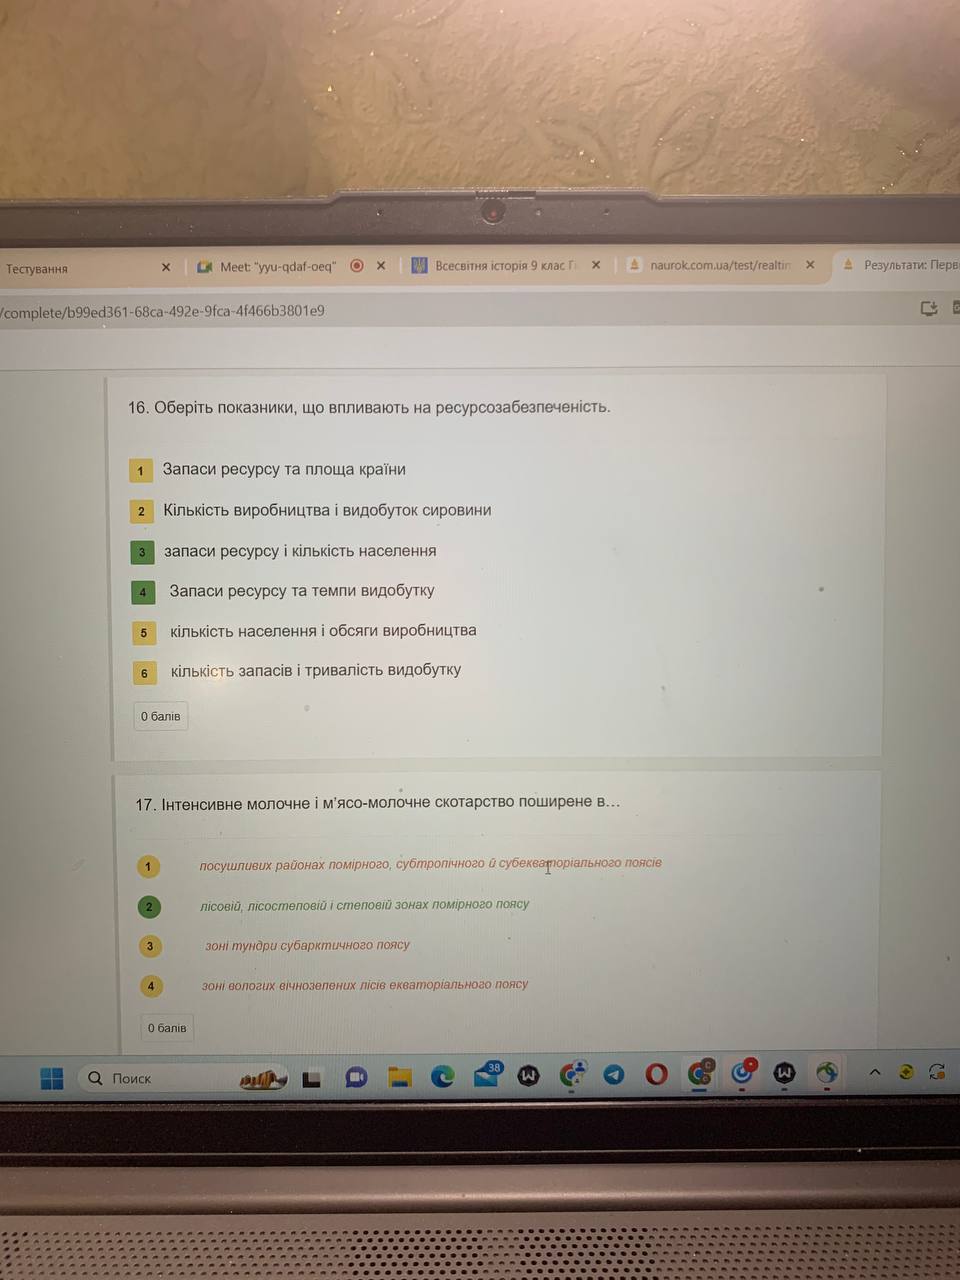 Тестування
Meet: "yyu-qdaf-oeq"
Всесвітня історія 9 клас Гі
naurok.com.ua/test/realtim
Результати: Перв
/complete/b99ed361-68ca-492e-9fca-4f466b3801e9
16. Оберіть показники, що впливають на ресурсозабезпеченість.
1 Запаси ресурсу та площа країни
2 Кількість виробництва і видобуток сировини
3 запаси ресурсу і кількість населення
4 Запаси ресурсу та темпи видобутку
5 кількість населення і обсяги виробництва
6 кількість запасів і тривалість видобутку
0 балів
17. Інтенсивне молочне і м'ясо-молочне скотарство поширене в...
1 посушливих районах помірного, субтропічного й субекваторіального поясів
2 лісовій, лісостеповій і степовій зонах помірного поясу
3 зоні тундри субарктичного поясу
4 зоні вологих вічнозелених лісів екваторіального поясу
0 балів
Поиск
38